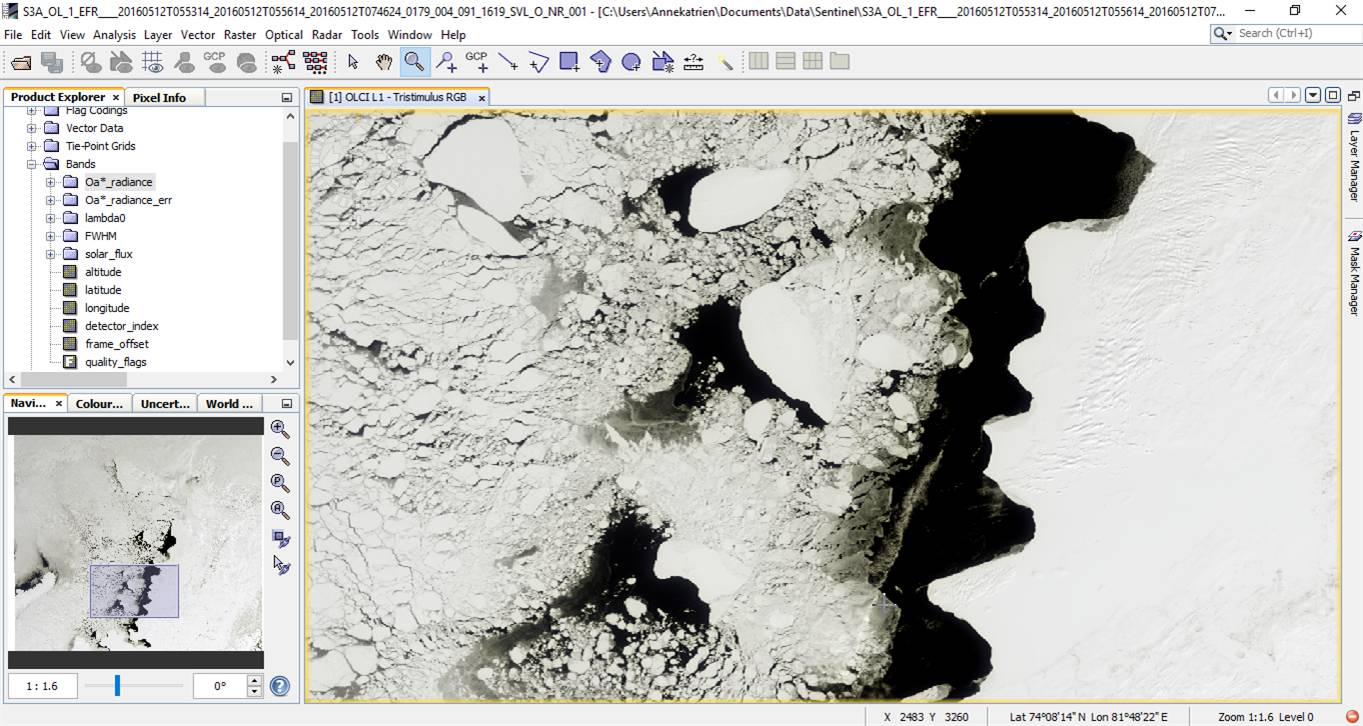 S3A_OL_1_EFR____20160512T055314_20160512T055614_20160512T074624_0179_004_091_1619_SVL_O_NR_001 - [C:\Users\Annekatrien\Documents\Data\Sentinel\S3A_OL_1_EFR____20160512T055314_20160512T055614_20160512T07...
File Edit View Analysis Layer Vector Raster Optical Radar Tools Window Help
Search (Ctrl+I)
GCP GCP
Product Explorer Pixel Info
[1] OLCI L1 - Tristimulus RGB
Flag Codings
Vector Data
Tie-Point Grids
Bands
Oa*_radiance
Oa*_radiance_err
lambda0
FWHM
solar_flux
altitude
latitude
longitude
detector_index
frame_offset
quality_flags
Layer Manager
Mask Manager
Navi... Colour... Uncert... World ...
1 : 1.6
0°
X 2483 Y 3260
Lat 74°08'14" N Lon 81°48'22" E
Zoom 1:1.6 Level 0